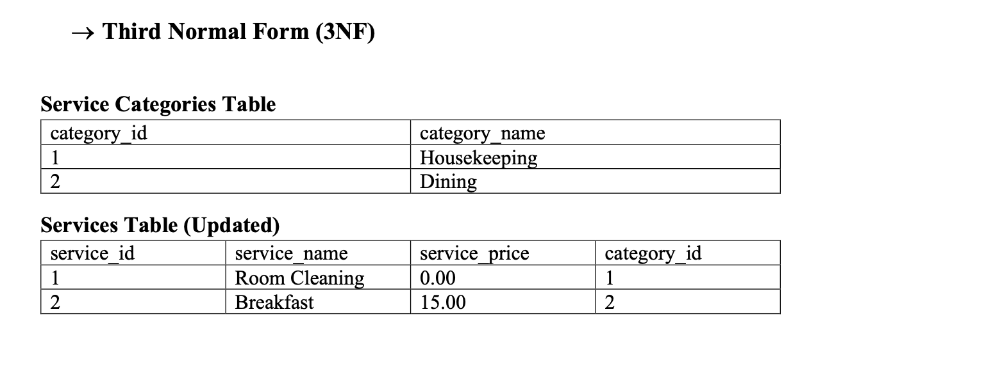 → Third Normal Form (3NF)
Service Categories Table
category_id category_name
1 Housekeeping
2 Dining
Services Table (Updated)
service_id service_name service_price category_id
1 Room Cleaning 0.00 1
2 Breakfast 15.00 2